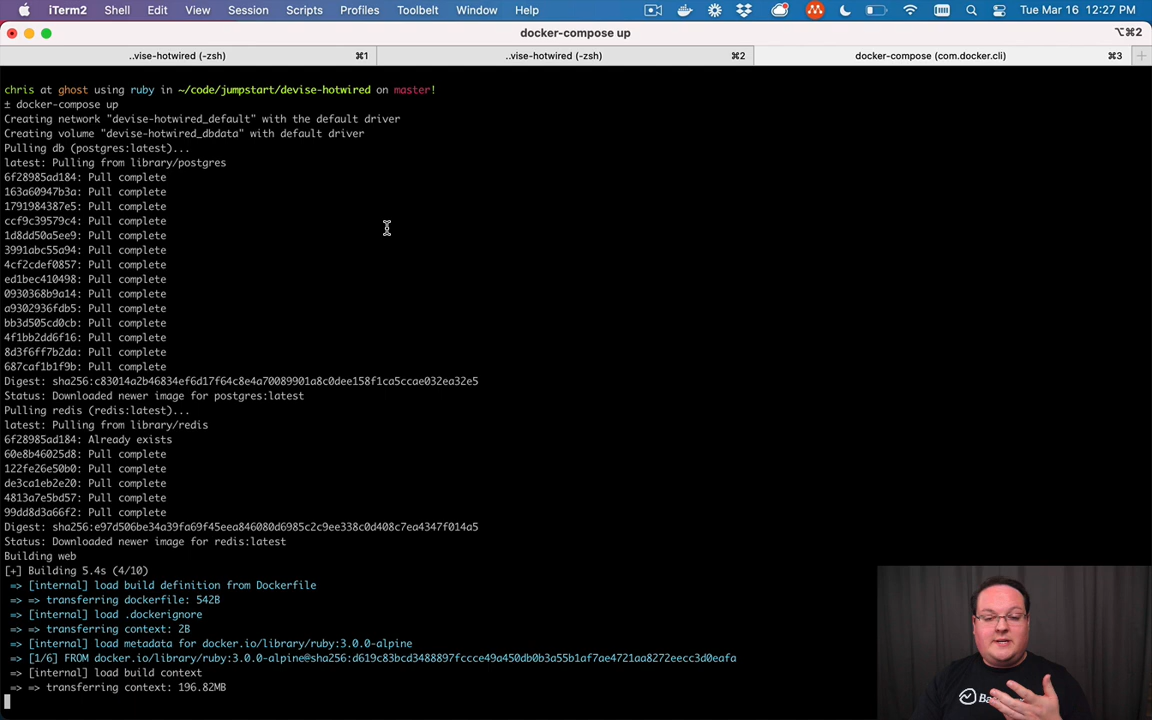 iTerm2 Shell Edit View Session Scripts Profiles Toolbelt Window Help Tue Mar 16 12:27 PM
docker-compose up ⌥⌘2
..vise-hotwired (-zsh) ⌘1 ..vise-hotwired (-zsh) ⌘2 docker-compose (com.docker.cli) ⌘3
chris at ghost using ruby in ~/code/jumpstart/devise-hotwired on master!
± docker-compose up
Creating network "devise-hotwired_default" with the default driver
Creating volume "devise-hotwired_dbdata" with default driver
Pulling db (postgres:latest)...
latest: Pulling from library/postgres
6f28985ad184: Pull complete
163a60947b3a: Pull complete
1791984387e5: Pull complete
ccf9c39579c4: Pull complete
1d8dd50a5ee9: Pull complete
3991abc55a94: Pull complete
4cf2cdef0857: Pull complete
ed1bec410498: Pull complete
0930368b9a14: Pull complete
a9302936fdb5: Pull complete
bb3d505cd0cb: Pull complete
4f1bb2dd6f16: Pull complete
8d3f6ff7b2da: Pull complete
687caf1b1f9b: Pull complete
Digest: sha256:c83014a2b46834ef6d17f64c8e4a70089901a8c0dee158f1ca5ccae032ea32e5
Status: Downloaded newer image for postgres:latest
Pulling redis (redis:latest)...
latest: Pulling from library/redis
6f28985ad184: Already exists
60e8b46025d8: Pull complete
122fe26e50b0: Pull complete
de3ca1eb2e20: Pull complete
4813a7e5bd57: Pull complete
99dd8d3a66f2: Pull complete
Digest: sha256:e97d506be34a39fa69f45eea846080d6985c2c9ee338c0d408c7ea4347f014a5
Status: Downloaded newer image for redis:latest
Building web
[+] Building 5.4s (4/10)
=> [internal] load build definition from Dockerfile
=> => transferring dockerfile: 542B
=> [internal] load .dockerignore
=> => transferring context: 2B
=> [internal] load metadata for docker.io/library/ruby:3.0.0-alpine
=> [1/6] FROM docker.io/library/ruby:3.0.0-alpine@sha256:d619c83bcd3488897fccce49a450db0b3a55b1af7ae4721aa8272eecc3d0eafa
=> [internal] load build context
=> => transferring context: 196.82MB